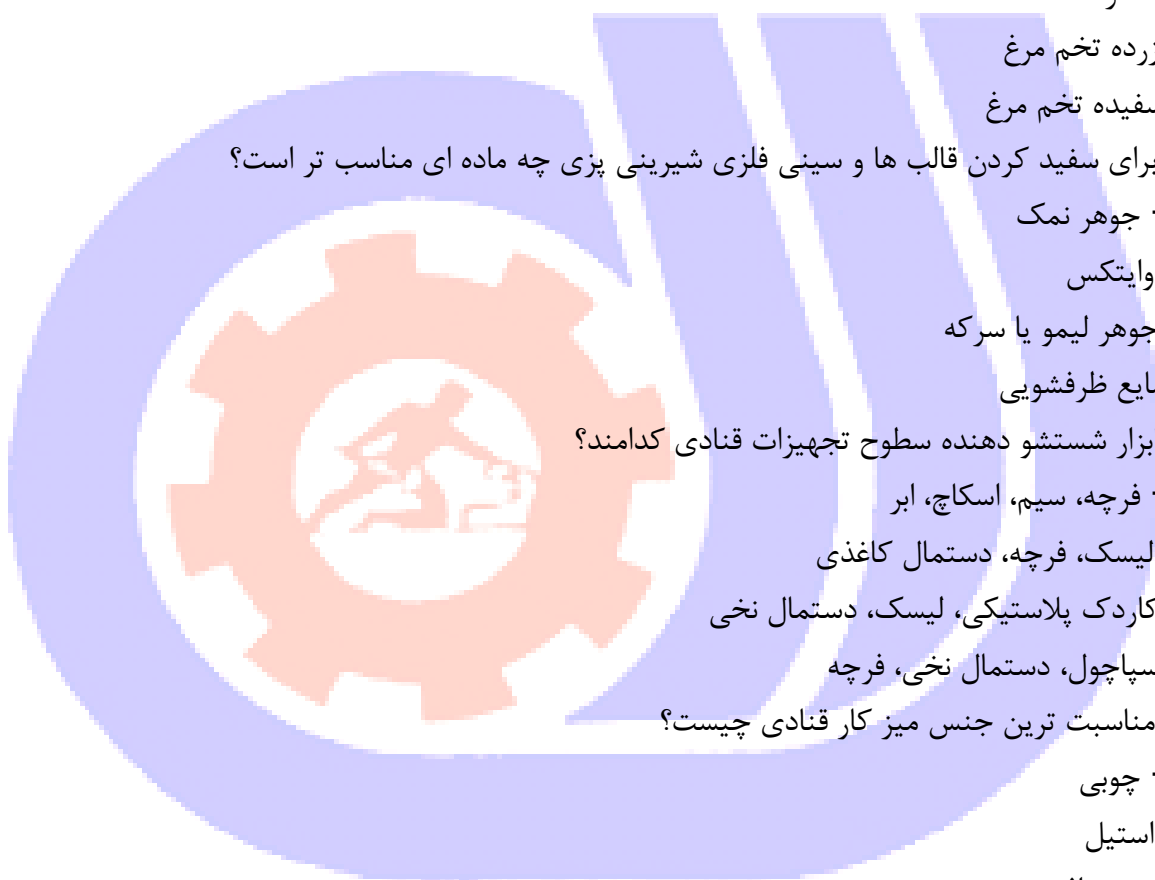 زرده تخم مرغ
سفیده تخم مرغ
برای سفید کردن قالب ها و سینی فلزی شیرینی پزی چه ماده ای مناسب تر است؟
جوهر نمک
وایتکس
جوهر لیمو یا سرکه
مایع ظرفشویی
ابزار شستشو دهنده سطوح تجهیزات قنادی کدامند؟
فرچه، سیم، اسکاچ، ابر
لیسک، فرچه، دستمال کاغذی
کاردک پلاستیکی، لیسک، دستمال نخی
سپاچول، دستمال نخی، فرچه
مناسبت ترین جنس میز کار قنادی چیست؟
چوبی
استیل